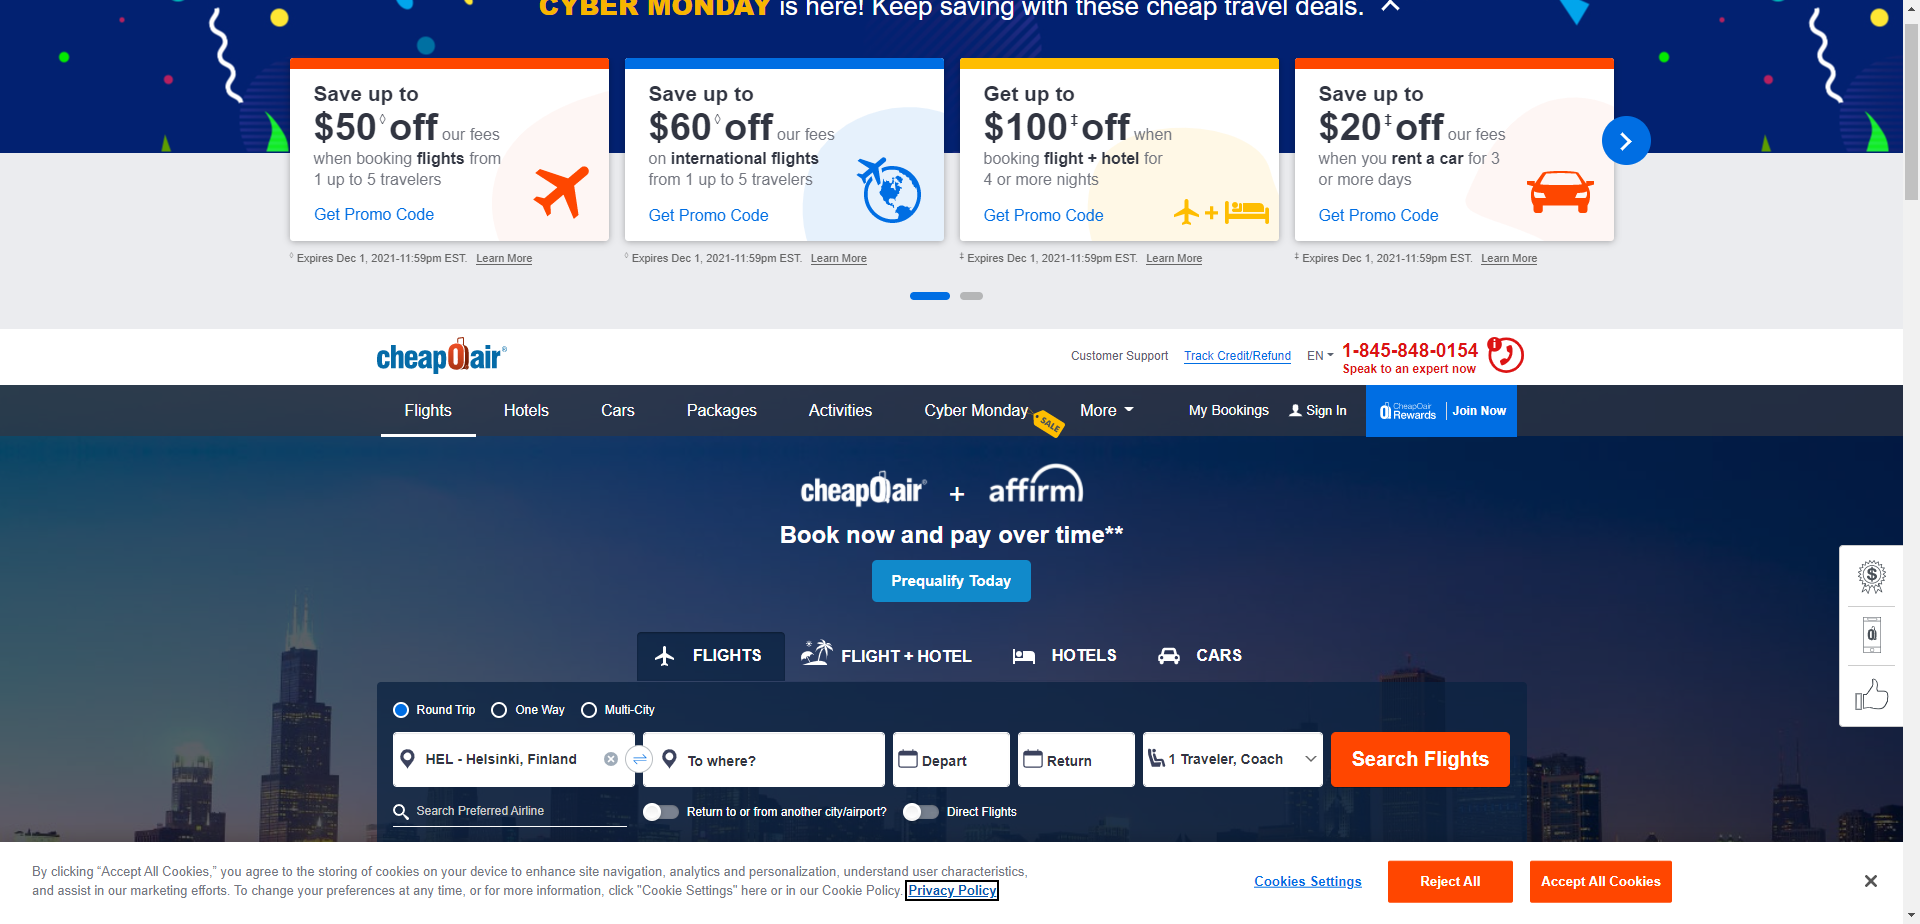 CYBER MONDAY is here! Keep saving with these cheap travel deals.
Save up to
$50◊ off our fees
when booking flights from
1 up to 5 travelers
Get Promo Code
Save up to
$60◊ off our fees
on international flights
from 1 up to 5 travelers
Get Promo Code
Get up to
$100‡ off when
booking flight + hotel for
4 or more nights
Get Promo Code
Save up to
$20‡ off our fees
when you rent a car for 3
or more days
Get Promo Code
◊ Expires Dec 1, 2021-11:59pm EST. Learn More
◊ Expires Dec 1, 2021-11:59pm EST. Learn More
‡ Expires Dec 1, 2021-11:59pm EST. Learn More
‡ Expires Dec 1, 2021-11:59pm EST. Learn More
cheapOair®
Customer Support Track Credit/Refund EN 1-845-848-0154
Speak to an expert now
Flights Hotels Cars Packages Activities Cyber Monday SALE More My Bookings Sign In CheapOair Rewards Join Now
cheapOair® + affirm
Book now and pay over time**
Prequalify Today
FLIGHTS FLIGHT + HOTEL HOTELS CARS
Round Trip One Way Multi-City
HEL - Helsinki, Finland To where? Depart Return 1 Traveler, Coach Search Flights
Search Preferred Airline Return to or from another city/airport? Direct Flights
By clicking “Accept All Cookies,” you agree to the storing of cookies on your device to enhance site navigation, analytics and personalization, understand user characteristics,
and assist in our marketing efforts. To change your preferences at any time, or for more information, click "Cookie Settings" here or in our Cookie Policy. Privacy Policy
Cookies Settings Reject All Accept All Cookies